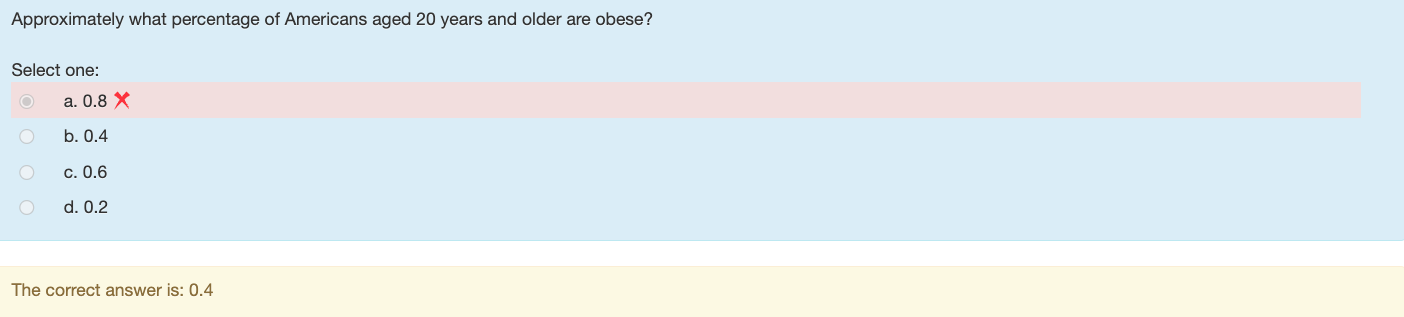 Approximately what percentage of Americans aged 20 years and older are obese?
Select one:
a. 0.8
b. 0.4
c. 0.6
d. 0.2
The correct answer is: 0.4